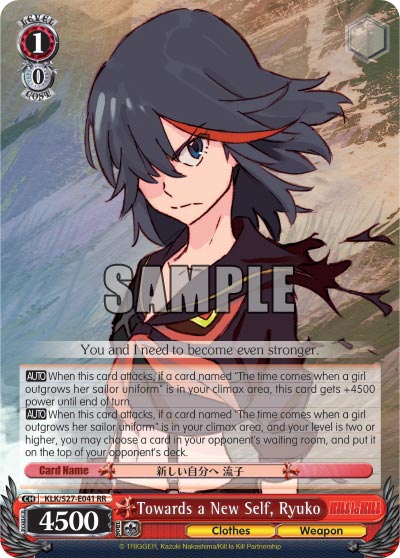 LEVEL
1
0
COST
SAMPLE
You and I need to become even stronger.
AUTO When this card attacks, if a card named "The time comes when a girl
outgrows her sailor uniform" is in your climax area, this card gets +4500
power until end of turn.
AUTO When this card attacks, if a card named "The time comes when a girl
outgrows her sailor uniform" is in your climax area, and your level is two or
higher, you may choose a card in your opponent's waiting room, and put it
on the top of your opponent's deck.
Card Name 新しい自分へ 流子
CH KLK/S27-E041 RR
Towards a New Self, Ryuko
KILL la KILL
POWER
4500
SOUL
Clothes Weapon
© TRIGGER, Kazuki Nakashima/Kill la Kill Partnership